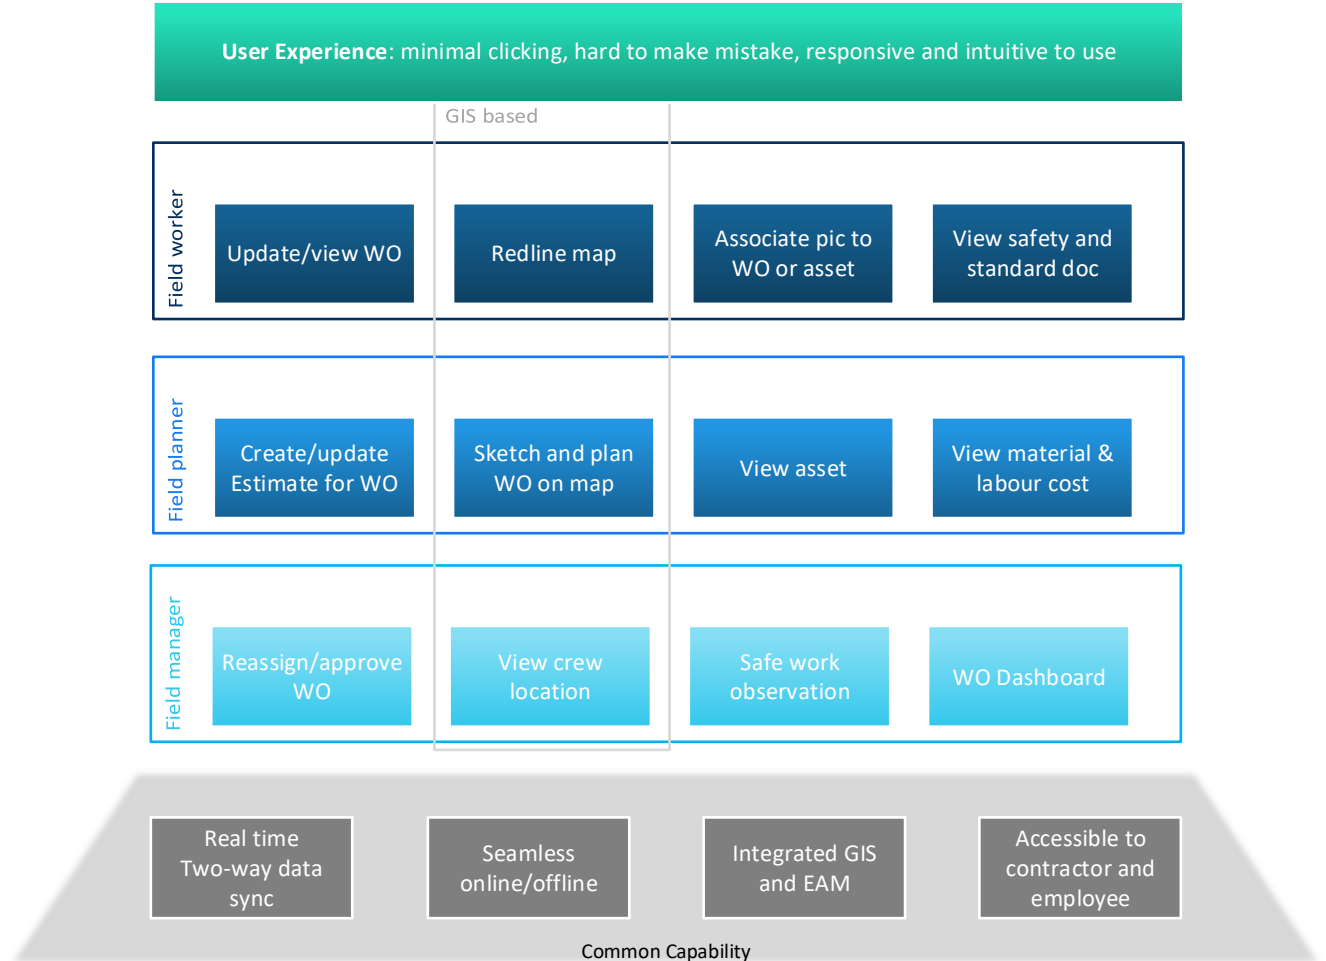 User Experience: minimal clicking, hard to make mistake, responsive and intuitive to use
GIS based
Field worker
Update/view WO
Redline map
Associate pic to
WO or asset
View safety and
standard doc
Field planner
Create/update
Estimate for WO
Sketch and plan
WO on map
View asset
View material &
labour cost
Field manager
Reassign/approve
WO
View crew
location
Safe work
observation
WO Dashboard
Real time
Two-way data
sync
Seamless
online/offline
Integrated GIS
and EAM
Accessible to
contractor and
employee
Common Capability